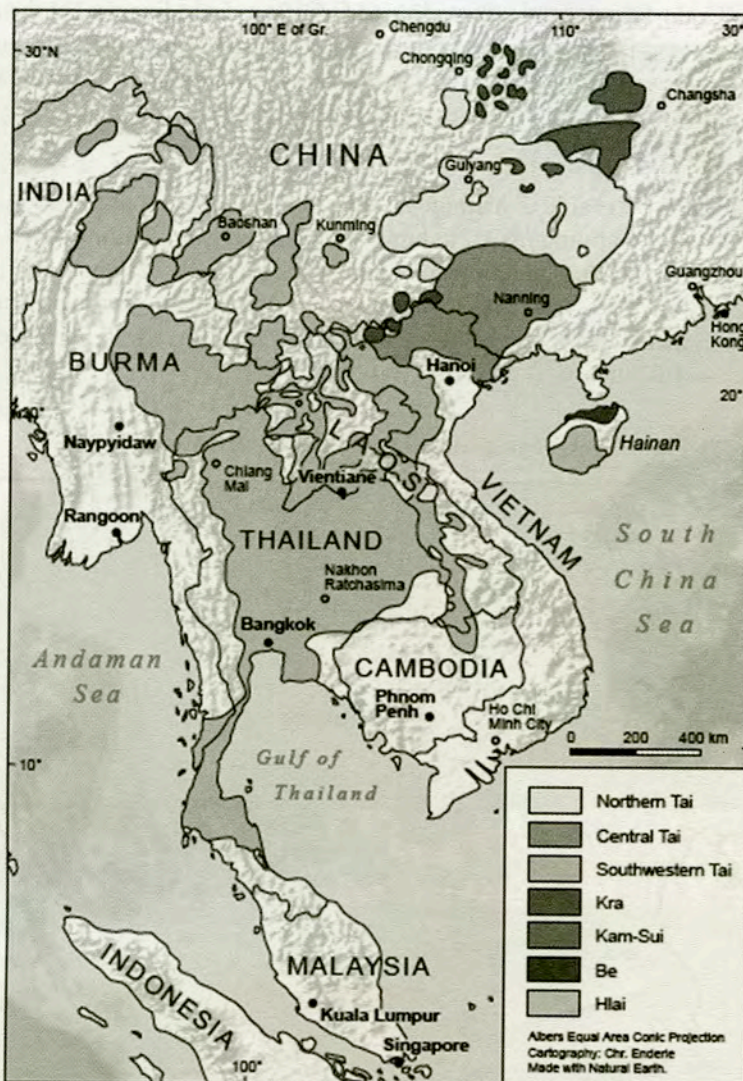 100° E of Gr.
Chengdu
110°
30°
30°N
Chongqing
Changsha
CHINA
Guiyang
INDIA
Baoshan
Kunming
Guangzhou
Nanning
Hong
Kong
BURMA
Hanoi
20°
20°
Naypyidaw
LAOS
Hainan
Chiang
Mai
Vientiane
VIETNAM
Rangoon
THAILAND
South
China
Sea
Nakhon
Ratchasima
Bangkok
Andaman
Sea
CAMBODIA
Phnom
Penh
Ho Chi
Minh City
0 200 400 km
Gulf of
Thailand
10°
Northern Tai
Central Tai
Southwestern Tai
Kra
Kam-Sui
Be
Hlai
INDONESIA
MALAYSIA
Kuala Lumpur
Singapore
100°
Albers Equal Area Conic Projection
Cartography: Chr. Enderle
Made with Natural Earth.